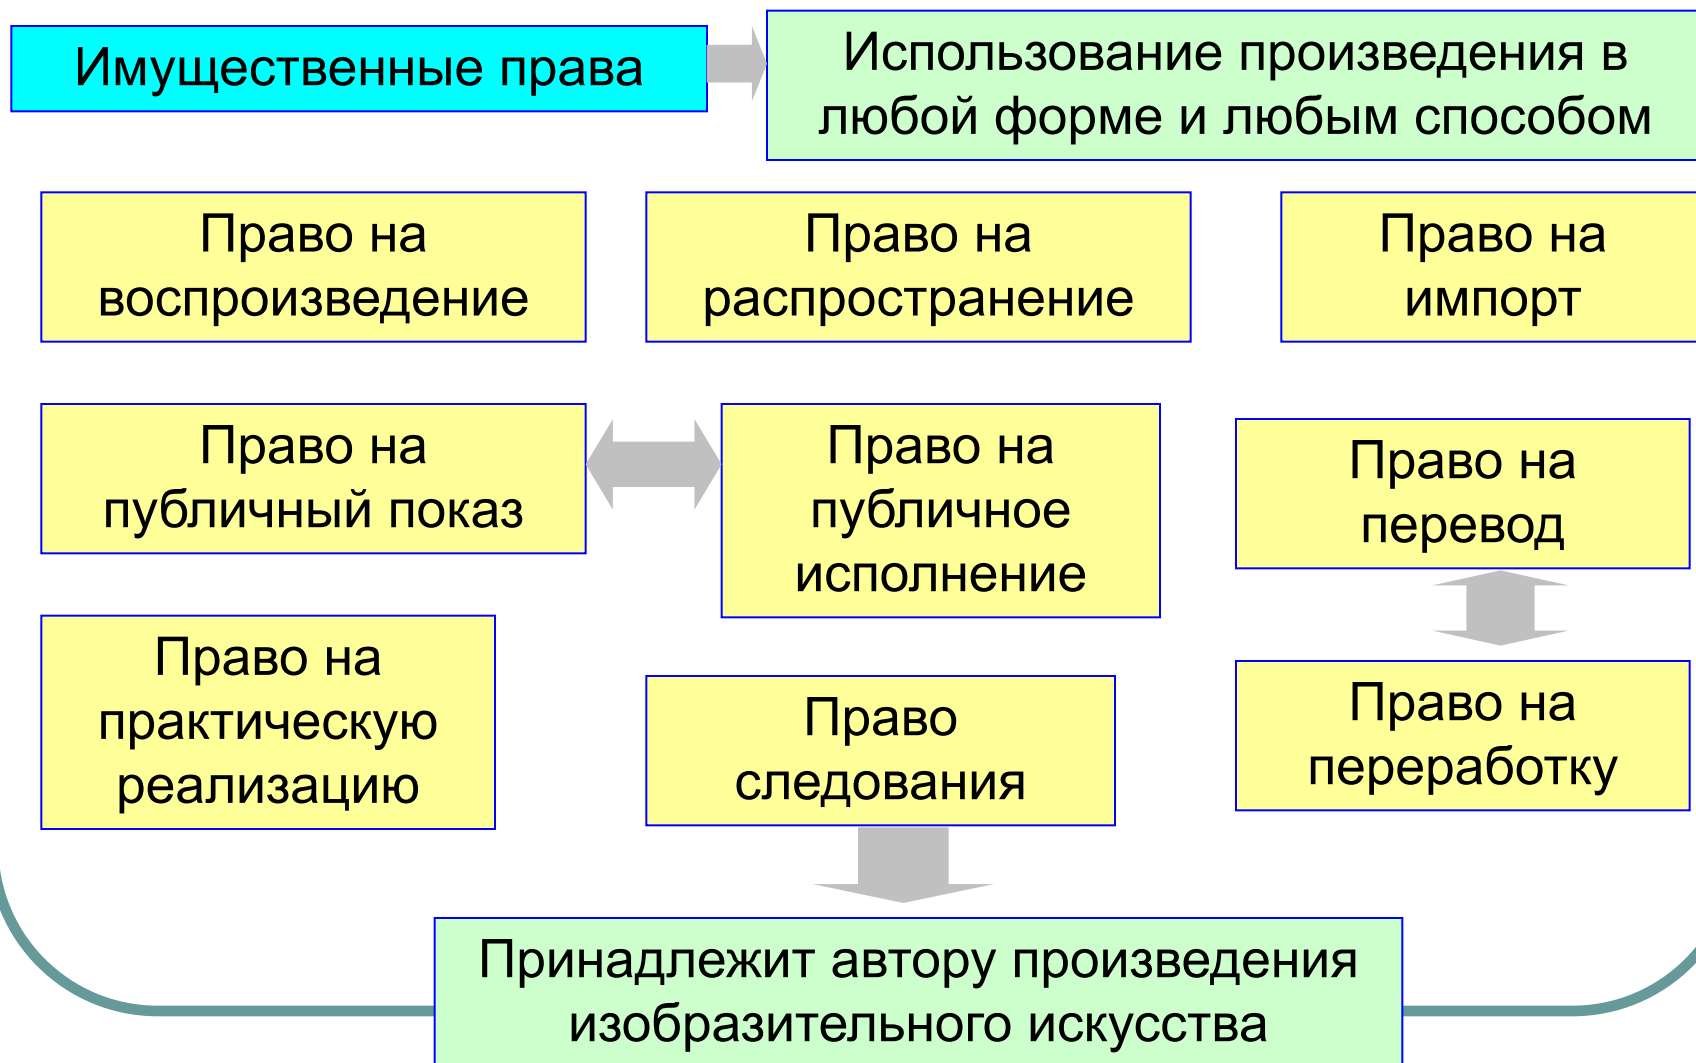 Имущественные права
Использование произведения в
любой форме и любым способом
Право на
воспроизведение
Право на
распространение
Право на
импорт
Право на
публичный показ
Право на
публичное
исполнение
Право на
перевод
Право на
практическую
реализацию
Право
следования
Право на
переработку
Принадлежит автору произведения
изобразительного искусства